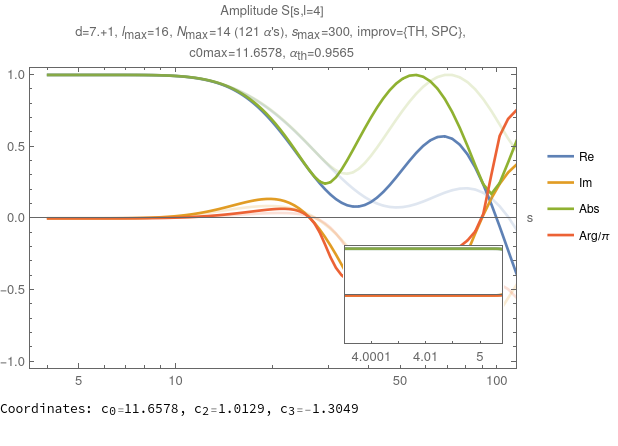 Amplitude S[s,l=4]
d=7.+1, lmax=16, Nmax=14 (121 α's), smax=300, improv={TH, SPC},
c0max=11.6578, αth=0.9565
1.0
0.5
0.0
−0.5
−1.0
5
10
50
100
s
4.0001
4.01
5
Re
Im
Abs
Arg/π
Coordinates: c0=11.6578, c2=1.0129, c3=-1.3049